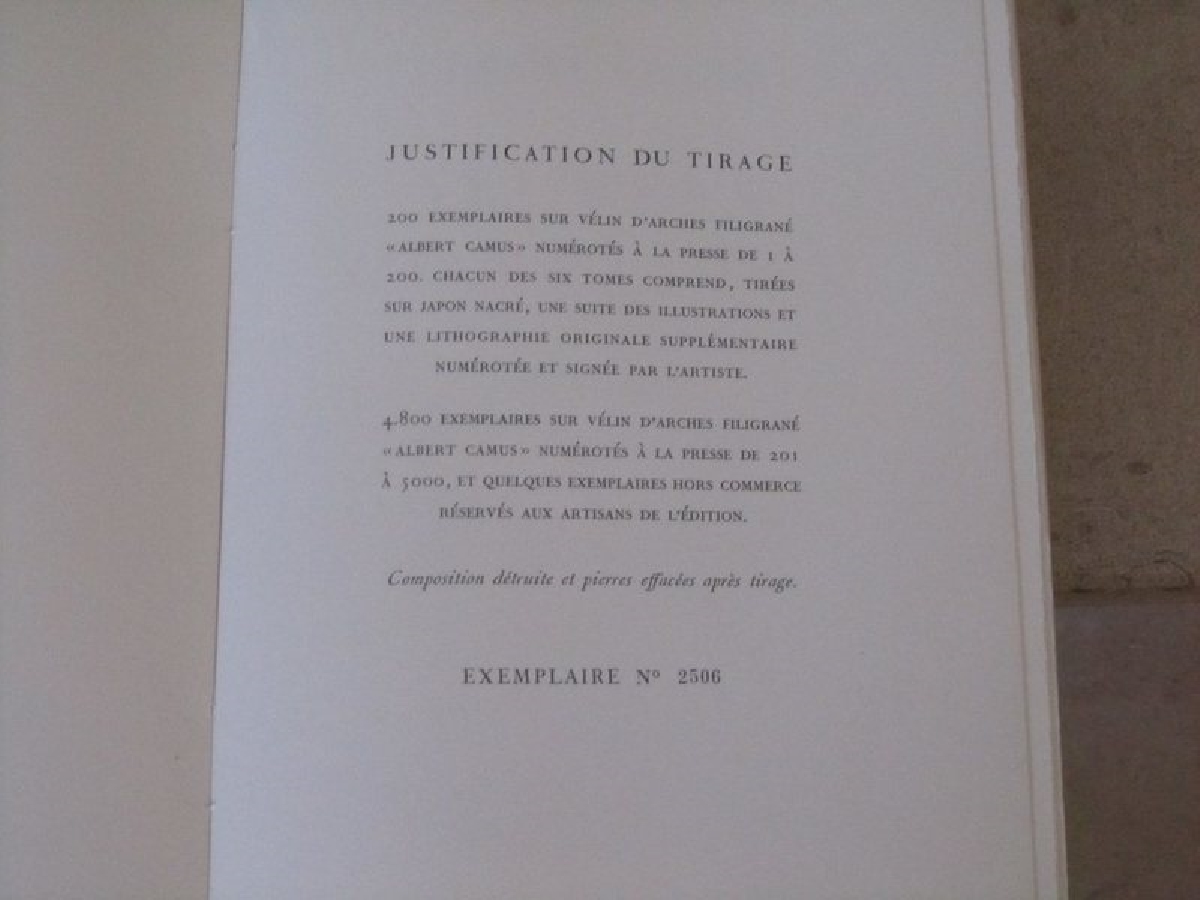 JUSTIFICATION DU TIRAGE
200 EXEMPLAIRES SUR VÉLIN D'ARCHES FILIGRANÉ
«ALBERT CAMUS» NUMÉROTÉS À LA PRESSE DE 1 À
200. CHACUN DES SIX TOMES COMPREND, TIRÉES
SUR JAPON NACRÉ, UNE SUITE DES ILLUSTRATIONS ET
UNE LITHOGRAPHIE ORIGINALE SUPPLÉMENTAIRE
NUMÉROTÉE ET SIGNÉE PAR L'ARTISTE.
4.800 EXEMPLAIRES SUR VÉLIN D'ARCHES FILIGRANÉ
«ALBERT CAMUS» NUMÉROTÉS À LA PRESSE DE 201
À 5000, ET QUELQUES EXEMPLAIRES HORS COMMERCE
RÉSERVÉS AUX ARTISANS DE L'ÉDITION.
Composition détruite et pierres effacées après tirage.
EXEMPLAIRE Nº 2506